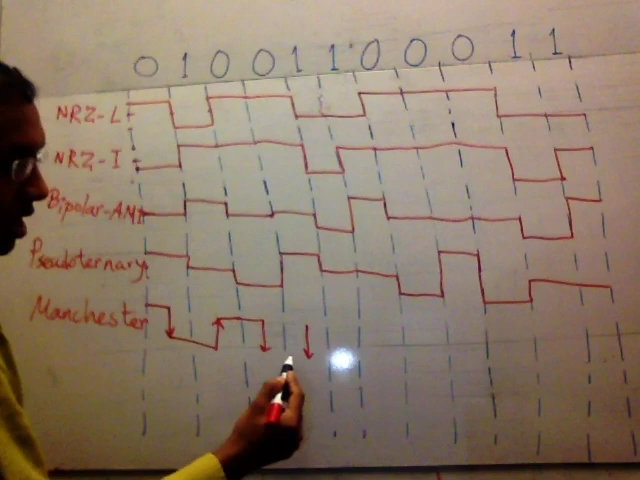 0 1 0 0 1 1 0 0 0 1 1
NRZ-L
NRZ-I
Bipolar-AMI
Pseudoternary
Manchester